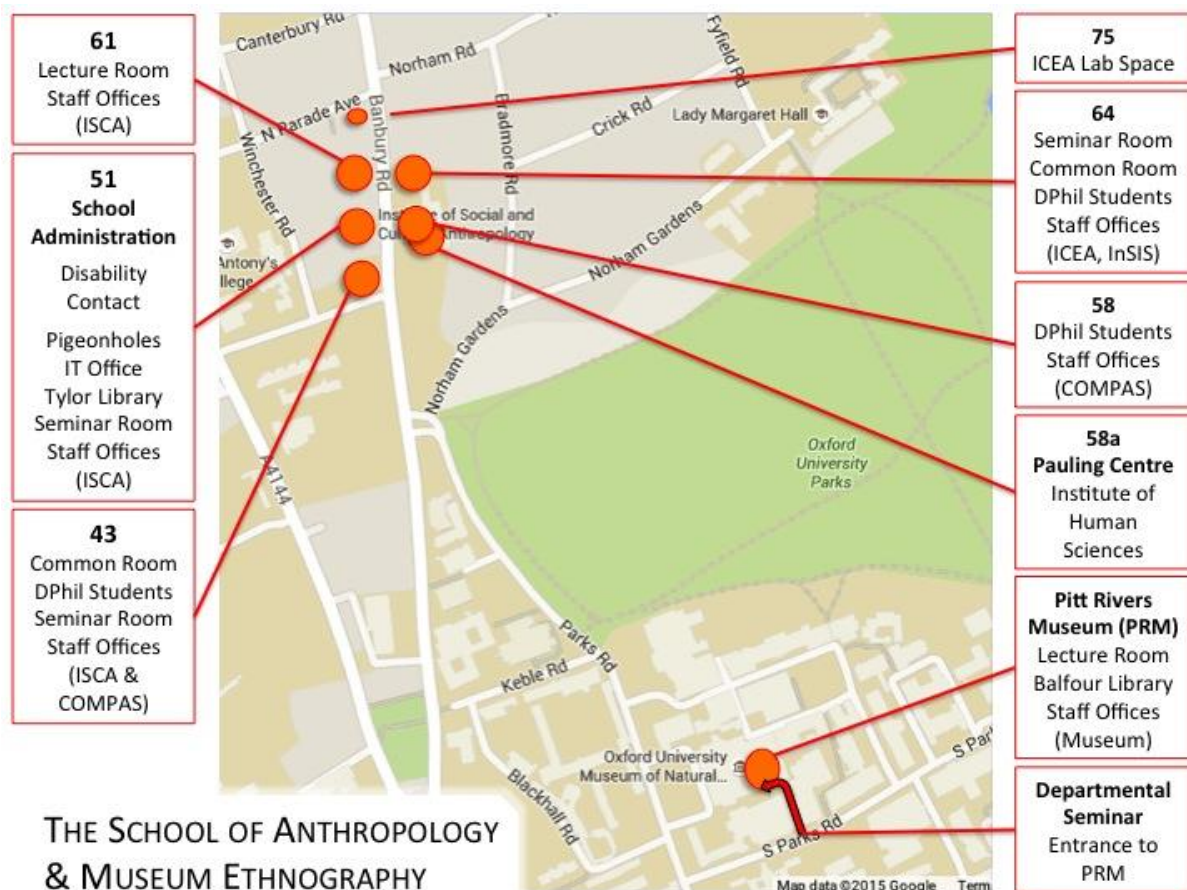 61
Lecture Room
Staff Offices
(ISCA)
51
School
Administration
Disability
Contact
Pigeonholes
IT Office
Tylor Library
Seminar Room
Staff Offices
(ISCA)
43
Common Room
DPhil Students
Seminar Room
Staff Offices
(ISCA &
COMPAS)
Canterbury Rd
Norham Rd
Fyfield Rd
N Parade Ave
Banbury Rd
Bradmore Rd
Crick Rd
Lady Margaret Hall
Winchester Rd
of Social and
Anthropology
Antony's
llege
Norham Gardens
Norham Gardens
A4144
Oxford
University
Parks
Parks Rd
Keble Rd
Oxford University
Museum of Natural...
Blackhall Rd
S Parks Rd
S Park
Map data ©2015 Google
Term
75
ICEA Lab Space
64
Seminar Room
Common Room
DPhil Students
Staff Offices
(ICEA, InSIS)
58
DPhil Students
Staff Offices
(COMPAS)
58a
Pauling Centre
Institute of
Human
Sciences
Pitt Rivers
Museum (PRM)
Lecture Room
Balfour Library
Staff Offices
(Museum)
Departmental
Seminar
Entrance to
PRM
THE SCHOOL OF ANTHROPOLOGY
& MUSEUM ETHNOGRAPHY